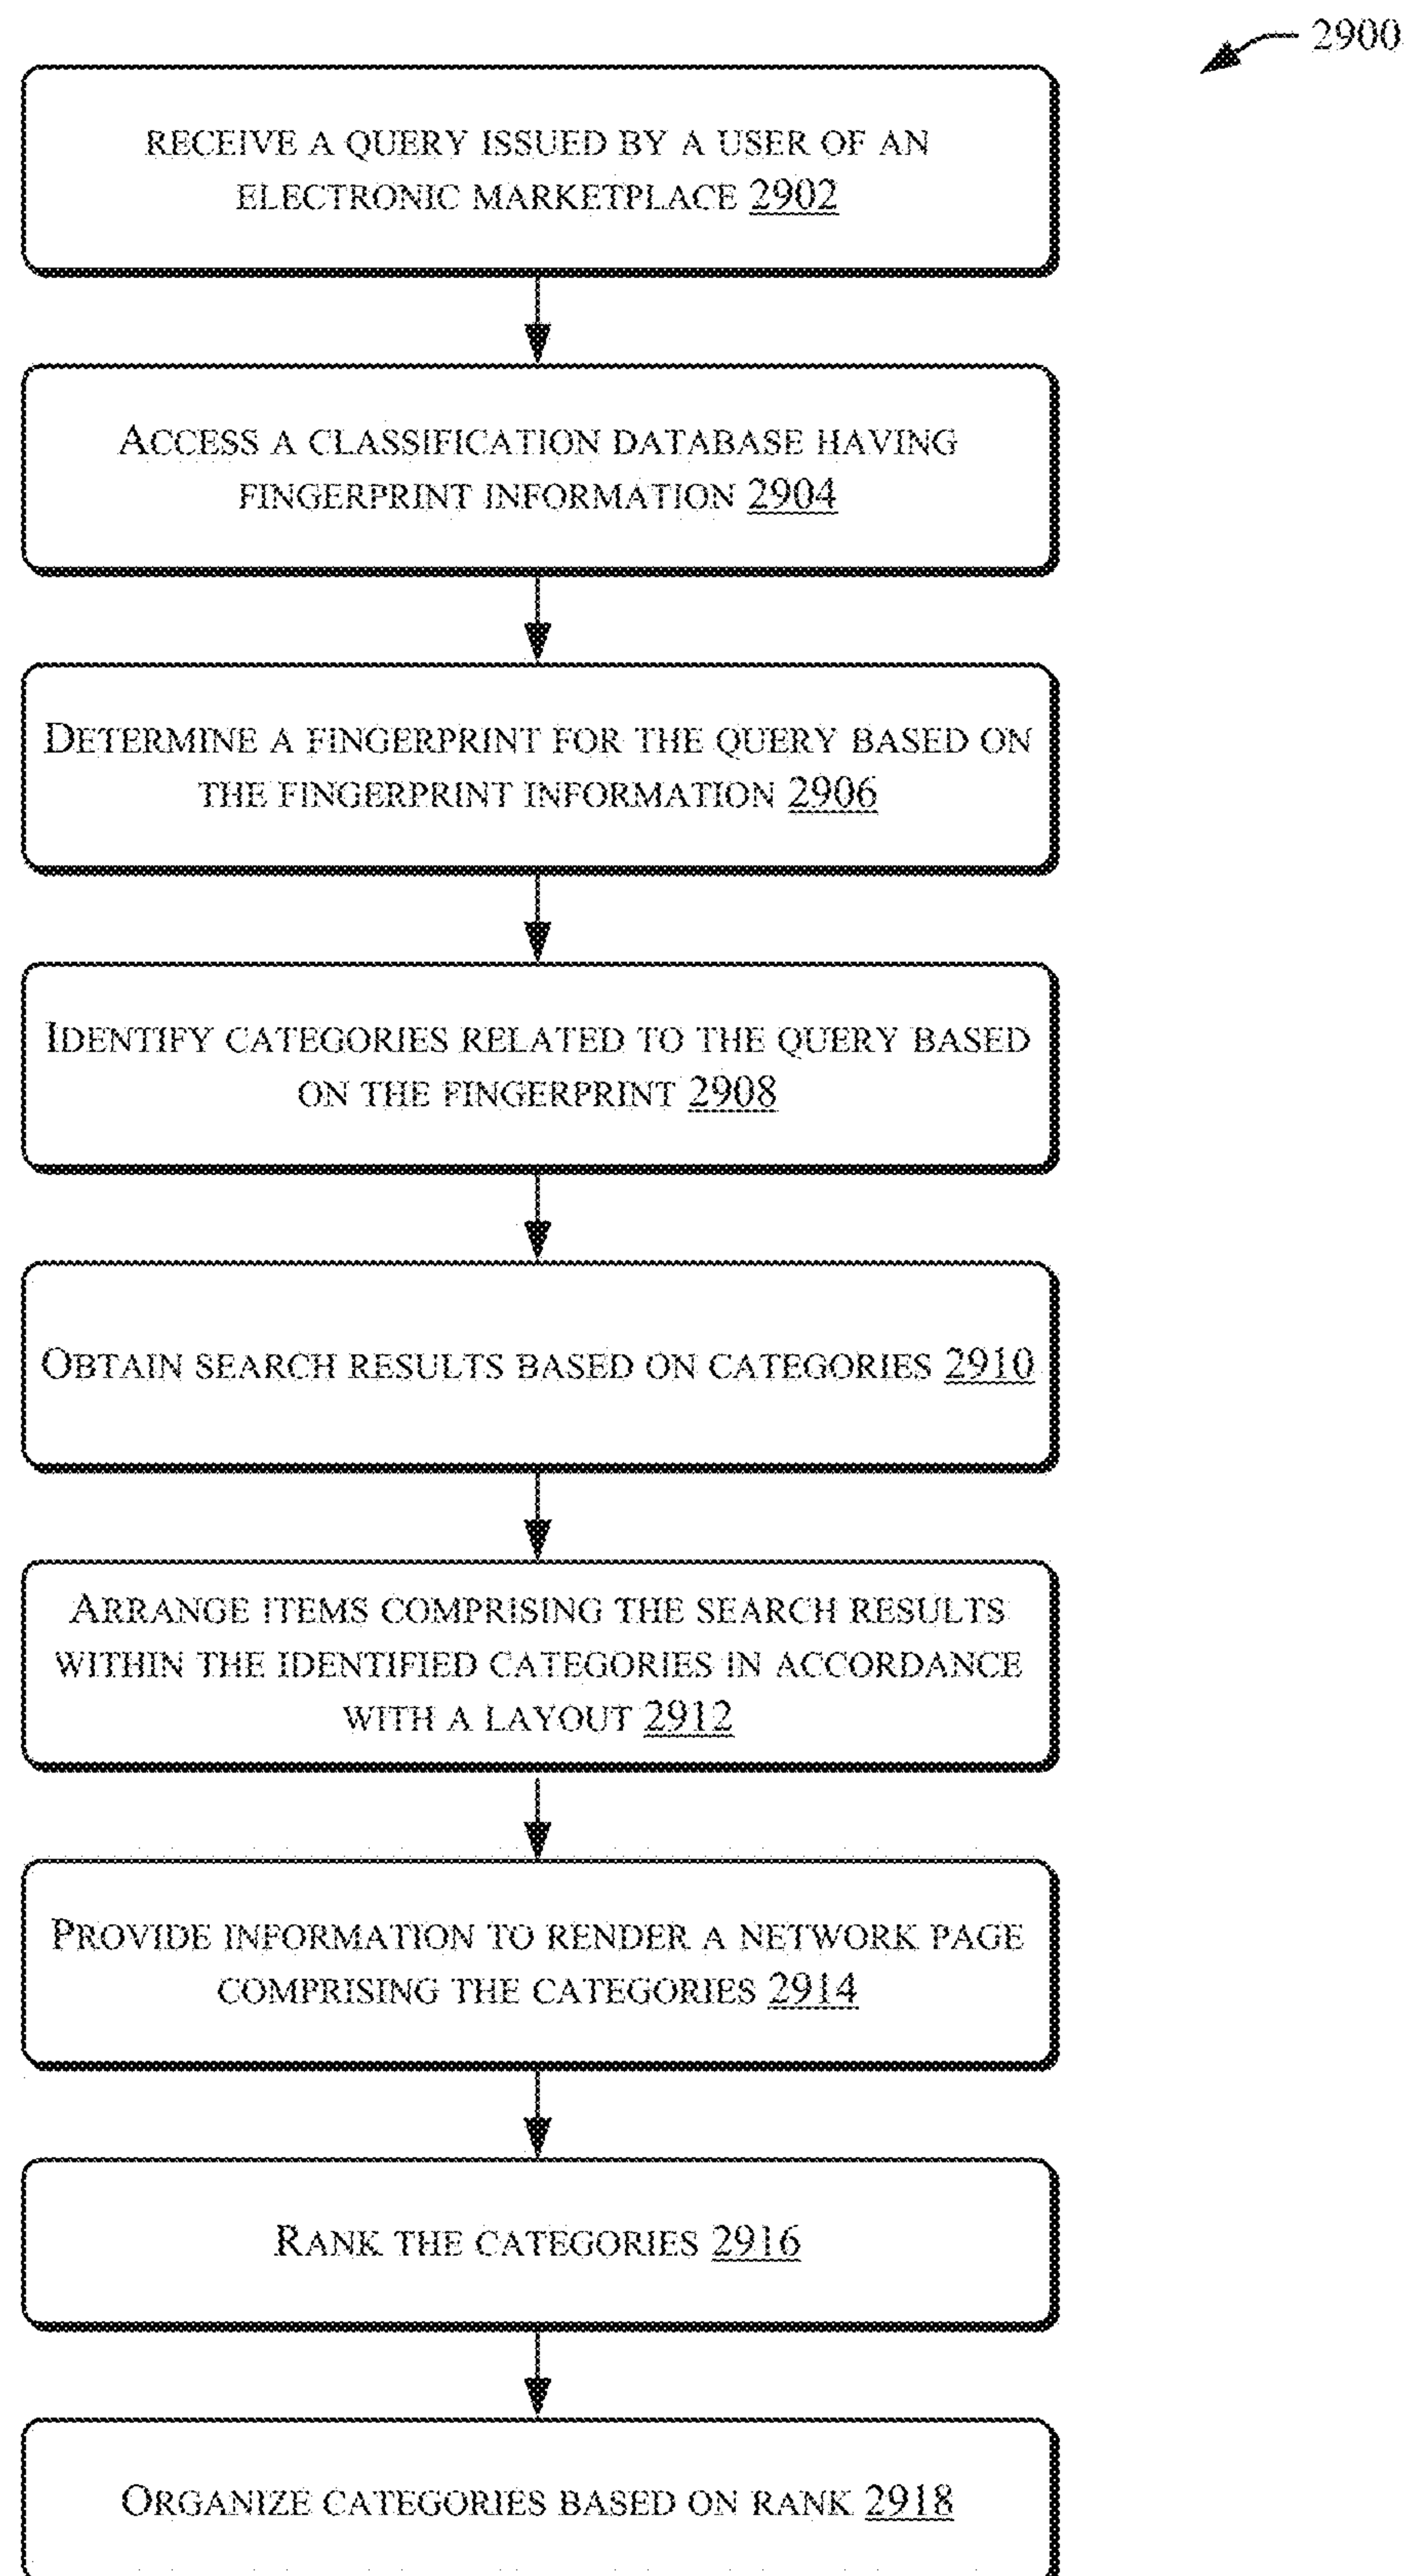 2900
RECEIVE A QUERY ISSUED BY A USER OF AN
ELECTRONIC MARKETPLACE 2902
ACCESS A CLASSIFICATION DATABASE HAVING
FINGERPRINT INFORMATION 2904
DETERMINE A FINGERPRINT FOR THE QUERY BASED ON
THE FINGERPRINT INFORMATION 2906
IDENTIFY CATEGORIES RELATED TO THE QUERY BASED
ON THE FINGERPRINT 2908
OBTAIN SEARCH RESULTS BASED ON CATEGORIES 2910
ARRANGE ITEMS COMPRISING THE SEARCH RESULTS
WITHIN THE IDENTIFIED CATEGORIES IN ACCORDANCE
WITH A LAYOUT 2912
PROVIDE INFORMATION TO RENDER A NETWORK PAGE
COMPRISING THE CATEGORIES 2914
RANK THE CATEGORIES 2916
ORGANIZE CATEGORIES BASED ON RANK 2918